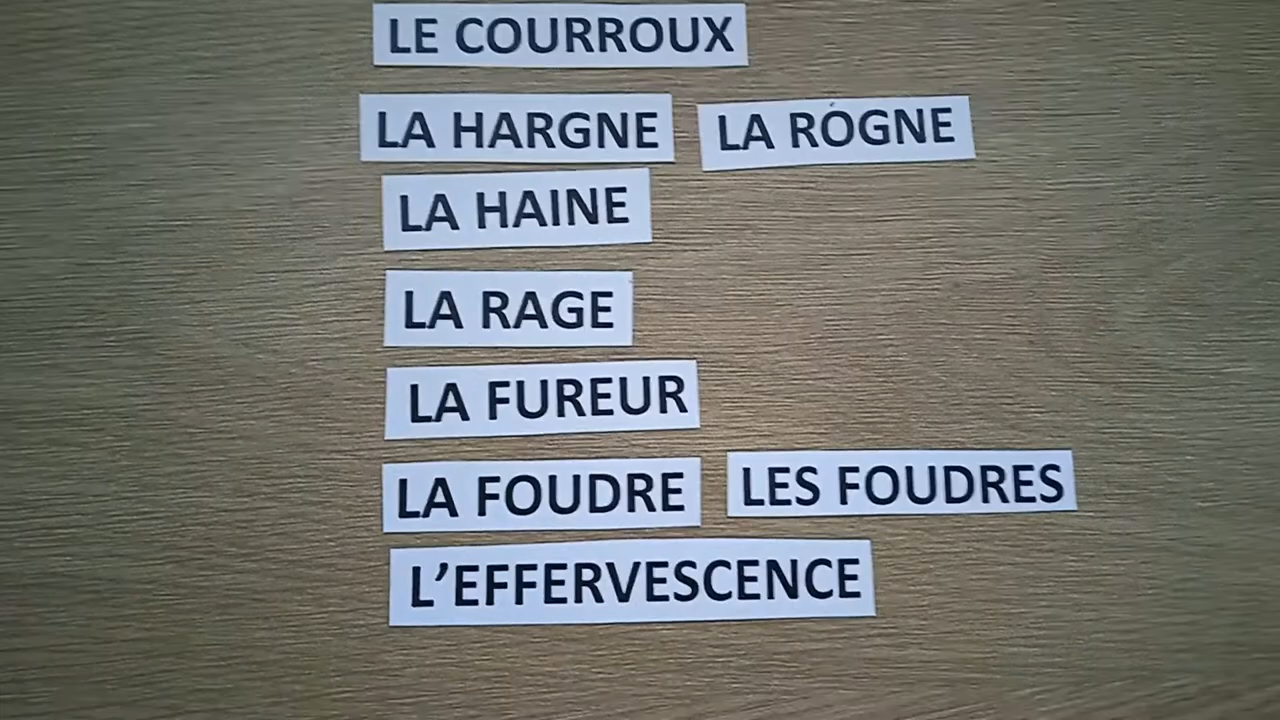 LE COURROUX
LA HARGNE LA ROGNE
LA HAINE
LA RAGE
LA FUREUR
LA FOUDRE LES FOUDRES
L’EFFERVESCENCE